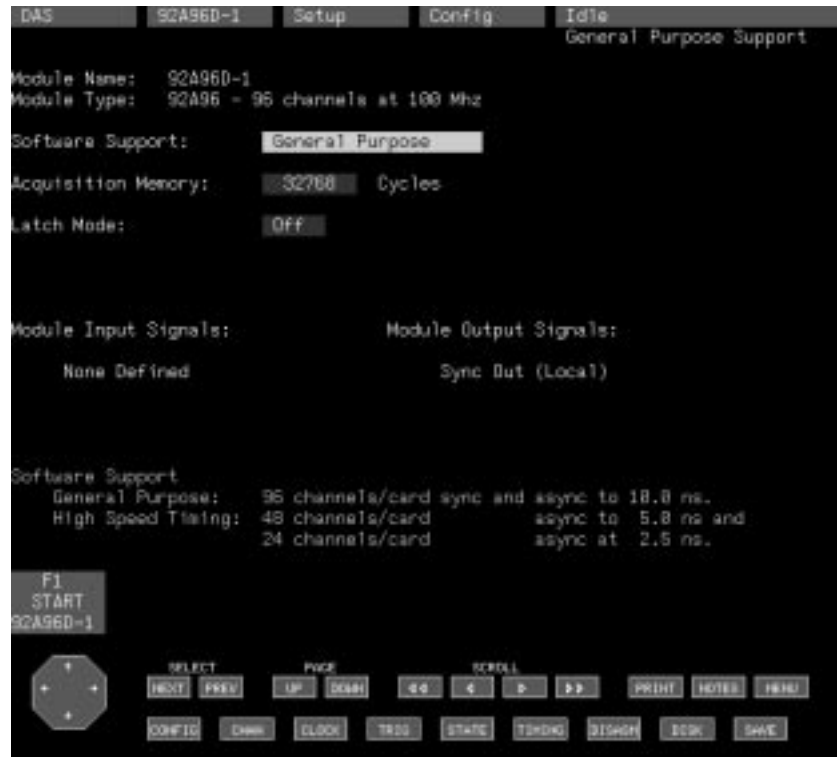 DAS 92A96D-1 Setup Config Idle
General Purpose Support
Module Name: 92A96D-1
Module Type: 92A96 - 96 channels at 100 Mhz
Software Support: General Purpose
Acquisition Memory: 32768 Cycles
Latch Mode: Off
Module Input Signals: Module Output Signals:
None Defined Sync Out (Local)
Software Support
General Purpose: 96 channels/card sync and async to 10.0 ns.
High Speed Timing: 48 channels/card async to 5.0 ns and
24 channels/card async at 2.5 ns.
F1
START
92A96D-1
SELECT PAGE SCROLL
NEXT PREV UP DOWN PRINT NOTES MENU
CONFIG CHAN CLOCK TRIG STATE TIMING DISASM DISK SAVE